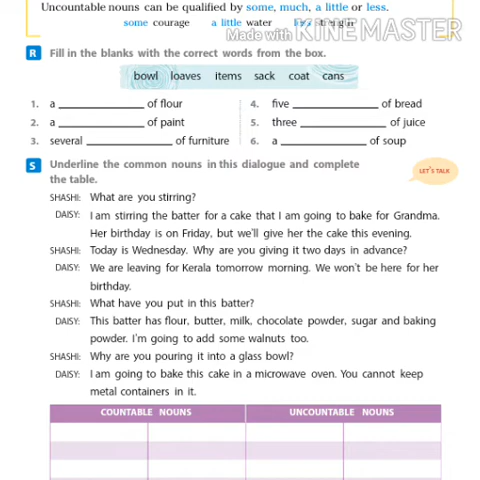 Uncountable nouns can be qualified by some, much, a little or less.
some courage a little water less strength
Made with KINEMASTER
R Fill in the blanks with the correct words from the box.
bowl loaves items sack coat cans
1. a ____________ of flour
2. a ____________ of paint
3. several ____________ of furniture
4. five ____________ of bread
5. three ____________ of juice
6. a ____________ of soup
S Underline the common nouns in this dialogue and complete
the table.
LET'S TALK
SHASHI: What are you stirring?
DAISY: I am stirring the batter for a cake that I am going to bake for Grandma.
Her birthday is on Friday, but we'll give her the cake this evening.
SHASHI: Today is Wednesday. Why are you giving it two days in advance?
DAISY: We are leaving for Kerala tomorrow morning. We won't be here for her
birthday.
SHASHI: What have you put in this batter?
DAISY: This batter has flour, butter, milk, chocolate powder, sugar and baking
powder. I'm going to add some walnuts too.
SHASHI: Why are you pouring it into a glass bowl?
DAISY: I am going to bake this cake in a microwave oven. You cannot keep
metal containers in it.
COUNTABLE NOUNS UNCOUNTABLE NOUNS